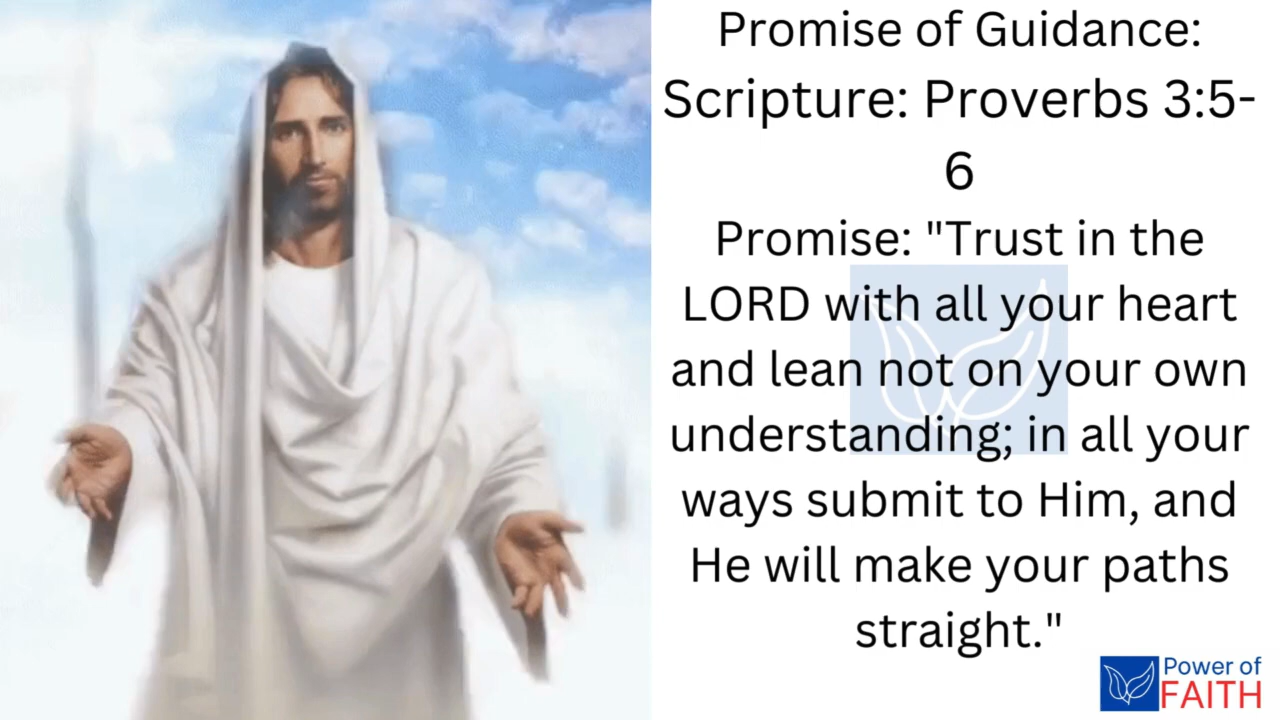 Promise of Guidance:
Scripture: Proverbs 3:5-
6
Promise: "Trust in the
LORD with all your heart
and lean not on your own
understanding; in all your
ways submit to Him, and
He will make your paths
straight."
Power of
FAITH